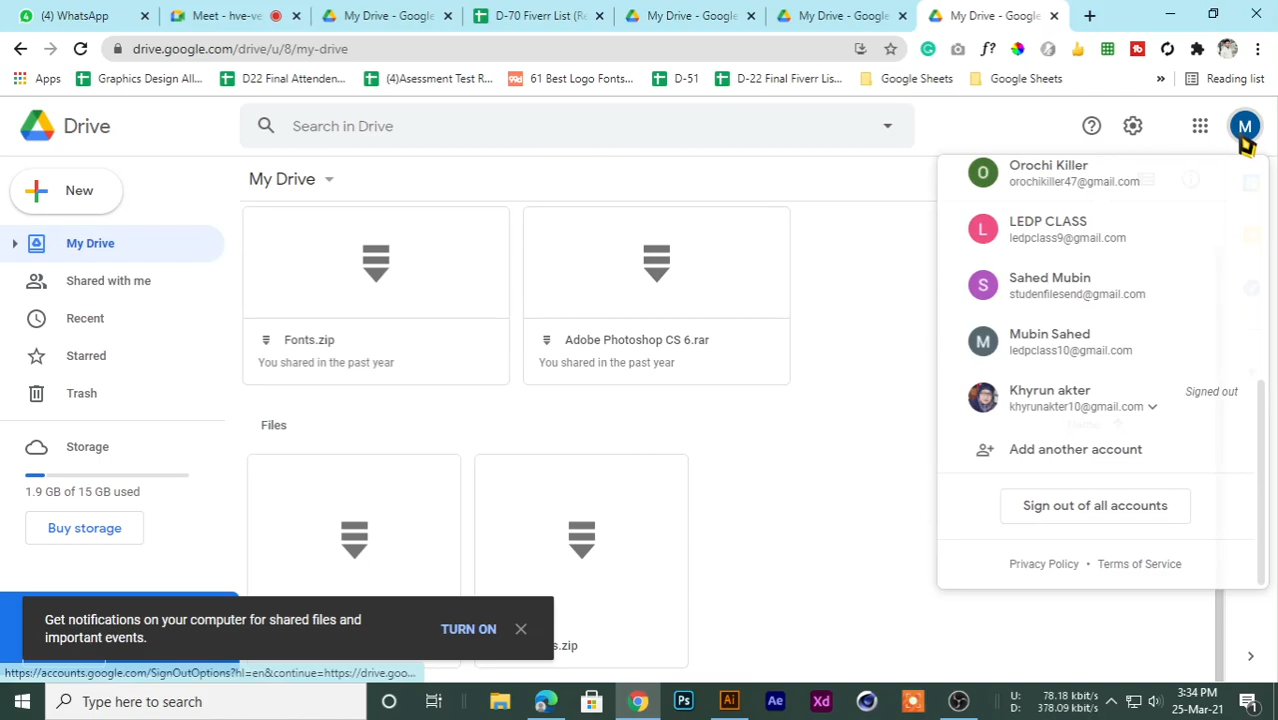 (4) WhatsApp
Meet - hve-ve
My Drive - Google
D-70 Fiverr List (Re
My Drive - Google
My Drive - Google
My Drive - Google
drive.google.com/drive/u/8/my-drive
Apps
Graphics Design All...
D22 Final Attenden...
(4)Asessment Test R...
61 Best Logo Fonts...
D-51
D-22 Final Fiverr Lis...
Google Sheets
Google Sheets
»
Reading list
Drive
Search in Drive
M
New
My Drive
Orochi Killer
orochikiller47@gmail.com
LEDP CLASS
ledpclass9@gmail.com
My Drive
Shared with me
Sahed Mubin
studenfilesend@gmail.com
Recent
Fonts.zip
You shared in the past year
Adobe Photoshop CS 6.rar
You shared in the past year
Mubin Sahed
ledpclass10@gmail.com
Starred
Trash
Khyrun akter
khyrunakter10@gmail.com
Signed out
Files
Storage
1.9 GB of 15 GB used
Buy storage
Add another account
Sign out of all accounts
Privacy Policy • Terms of Service
Get notifications on your computer for shared files and
important events.
TURN ON
s.zip
https://accounts.google.com/SignOutOptions?hl=en&continue=https://drive.goo...
Type here to search
Ps
Ai
Ae
Xd
U: 78.18 kbit/s
D: 378.09 kbit/s
3:34 PM
25-Mar-21
1